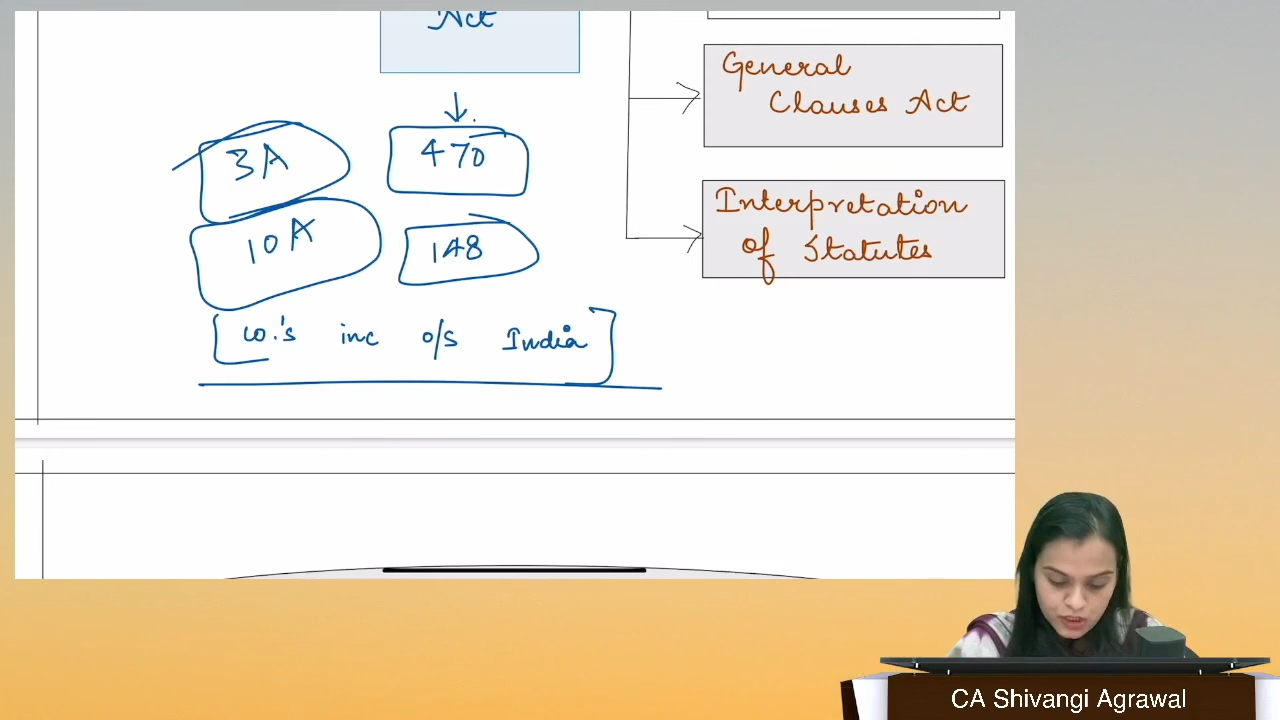 Act
3A
470
10A
148
co.'s inc o/s India
General
Clauses Act
Interpretation
of Statutes
CA Shivangi Agrawal